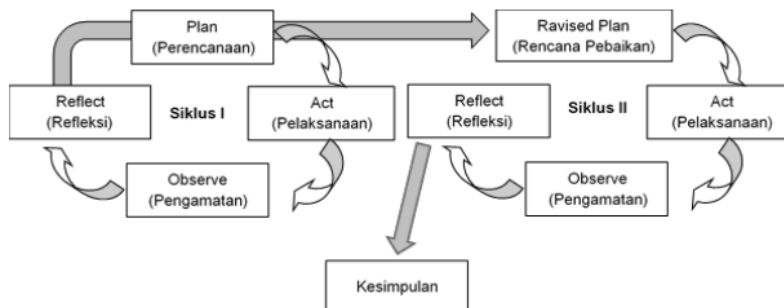 Plan
(Perencanaan)
Ravised Plan
(Rencana Pebaikan)
Reflect
(Refleksi)
Siklus I
Act
(Pelaksanaan)
Reflect
(Refleksi)
Siklus II
Act
(Pelaksanaan)
Observe
(Pengamatan)
Observe
(Pengamatan)
Kesimpulan